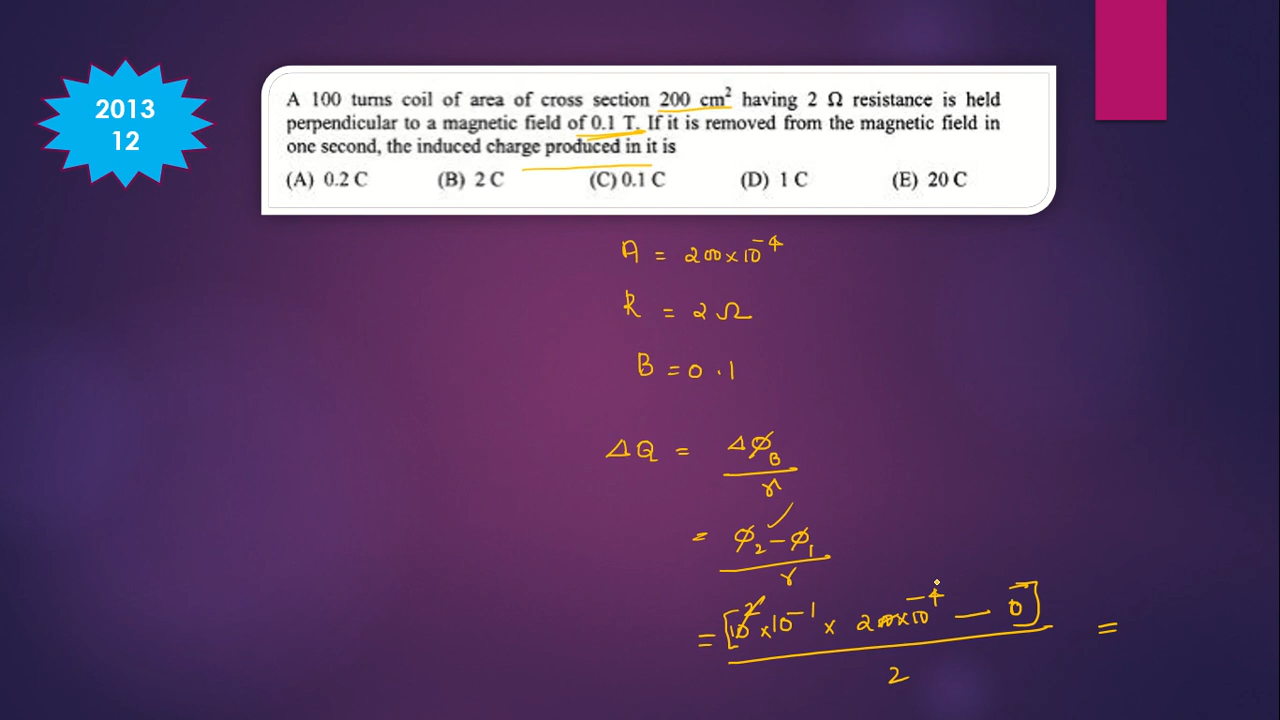 2013
12
A 100 turns coil of area of cross section 200 cm² having 2 Ω resistance is held
perpendicular to a magnetic field of 0.1 T. If it is removed from the magnetic field in
one second, the induced charge produced in it is
(A) 0.2 C (B) 2 C (C) 0.1 C (D) 1 C (E) 20 C
A = 200×10⁻⁴
R = 2 Ω
B = 0.1
ΔQ = Δϕ_B / r
= ϕ₂ - ϕ₁ / r
= [10² × 10⁻¹ × 200×10⁻⁴ — 0] / 2 =